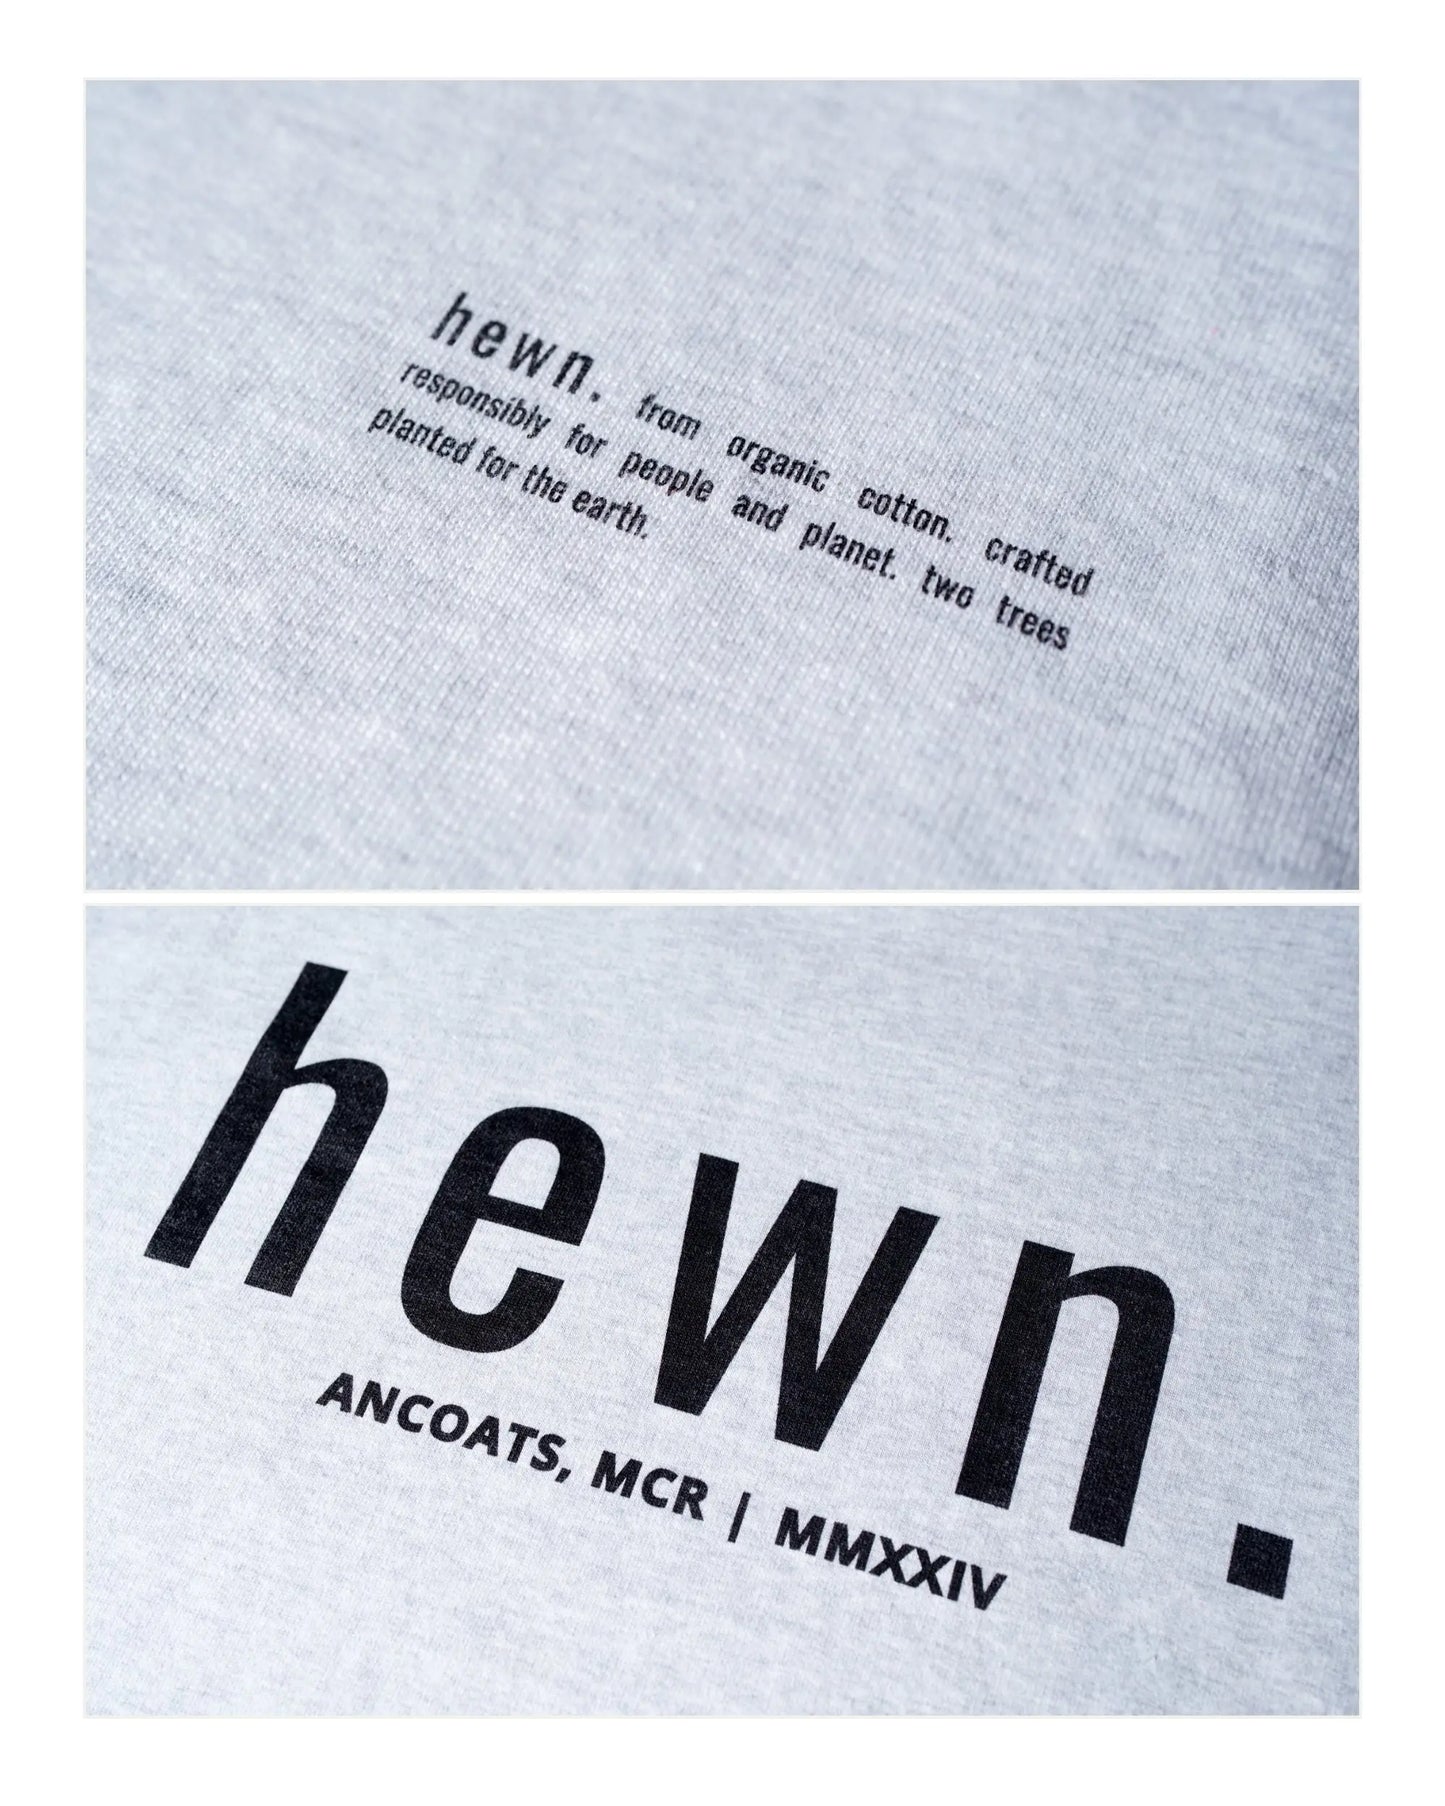 hewn. from organic cotton. crafted
responsibly for people and planet. two trees
planted for the earth.
hewn.
ANCOATS, MCR | MMXXIV